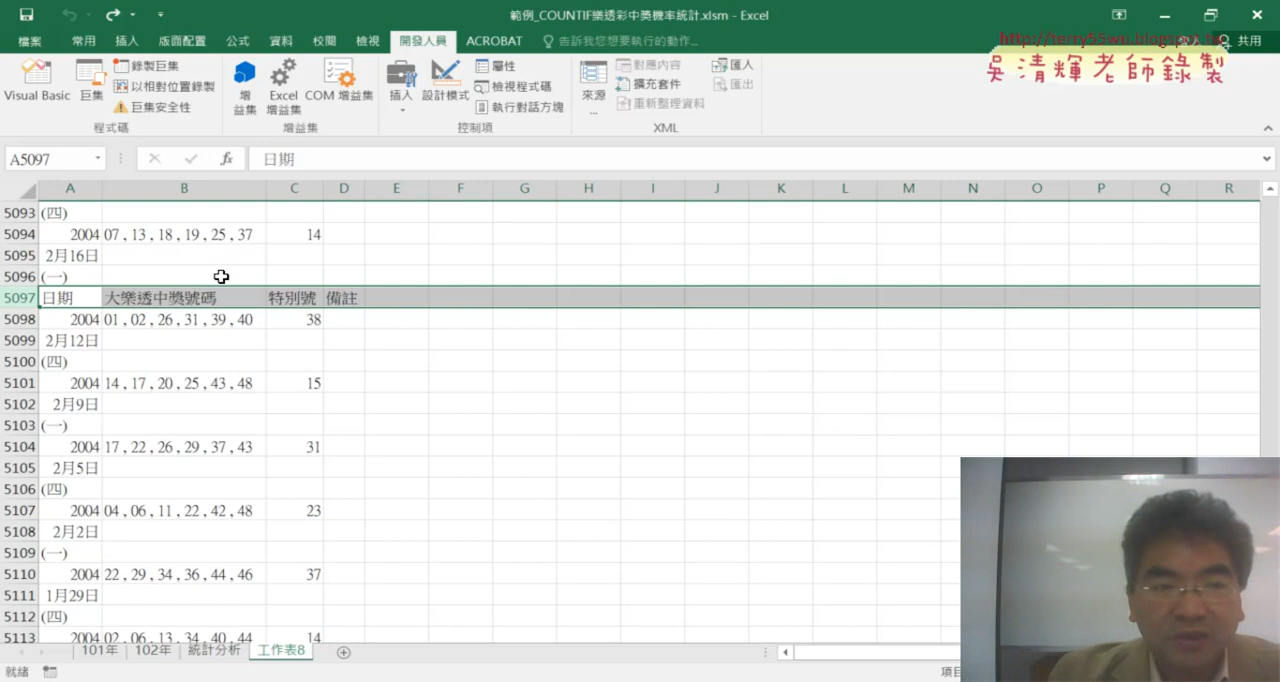 範例_COUNTIF樂透彩中獎機率統計.xlsm - Excel
檔案 常用 插入 版面配置 公式 資料 校閱 檢視 開發人員 ACROBAT 告訴我您想要執行的動作... 共用
http://terry55wu.blogspot.tw
吳清輝老師錄製
Visual Basic 巨集 錄製巨集 以相對位置錄製 巨集安全性
程式碼
增益集 Excel 增益集 COM 增益集
增益集
插入 設計模式 屬性 檢視程式碼 執行對話方塊
控制項
來源... 對應內容 擴充套件 重新整理資料 匯入 匯出
XML
A5097 fx 日期
A B C D E F G H I J K L M N O P Q R
5093 (四)
5094 2004 07 , 13 , 18 , 19 , 25 , 37 14
5095 2月16日
5096 (一)
5097 日期 大樂透中獎號碼 特別號 備註
5098 2004 01 , 02 , 26 , 31 , 39 , 40 38
5099 2月12日
5100 (四)
5101 2004 14 , 17 , 20 , 25 , 43 , 48 15
5102 2月9日
5103 (一)
5104 2004 17 , 22 , 26 , 29 , 37 , 43 31
5105 2月5日
5106 (四)
5107 2004 04 , 06 , 11 , 22 , 42 , 48 23
5108 2月2日
5109 (一)
5110 2004 22 , 29 , 34 , 36 , 44 , 46 37
5111 1月29日
5112 (四)
5113 2004 02 , 06 , 13 , 34 , 40 , 44 14
101年 102年 統計分析 工作表8
就緒